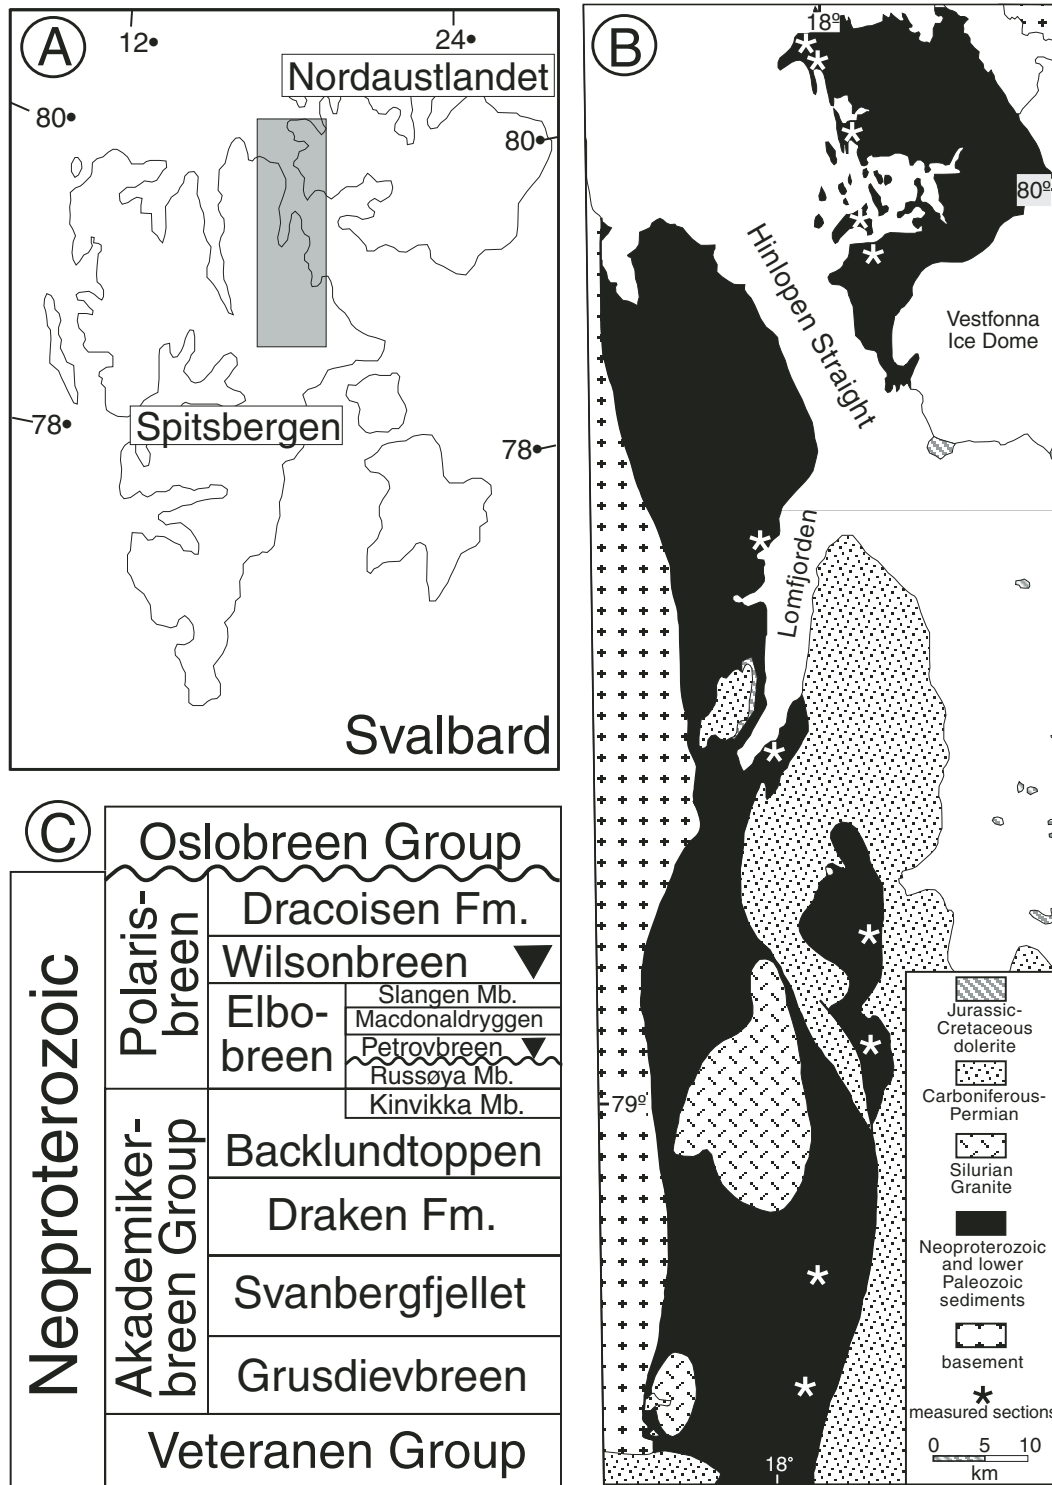 A
12
24
Nordaustlandet
80
80
Spitsbergen
78
78
Svalbard
B
18º
80º
Hinlopen Straight
Vestfonna
Ice Dome
Lomfjorden
79º
18°
Jurassic-
Cretaceous
dolerite
Carboniferous-
Permian
Silurian
Granite
Neoproterozoic
and lower
Paleozoic
sediments
basement
measured sections
0 5 10
km
C
Oslobreen Group
Neoproterozoic
Polaris-
breen
Dracoisen Fm.
Wilsonbreen
Elbo-
breen
Slangen Mb.
Macdonaldryggen
Petrovbreen
Russøya Mb.
Kinvikka Mb.
Akademiker-
breen Group
Backlundtoppen
Draken Fm.
Svanbergfjellet
Grusdievbreen
Veteranen Group